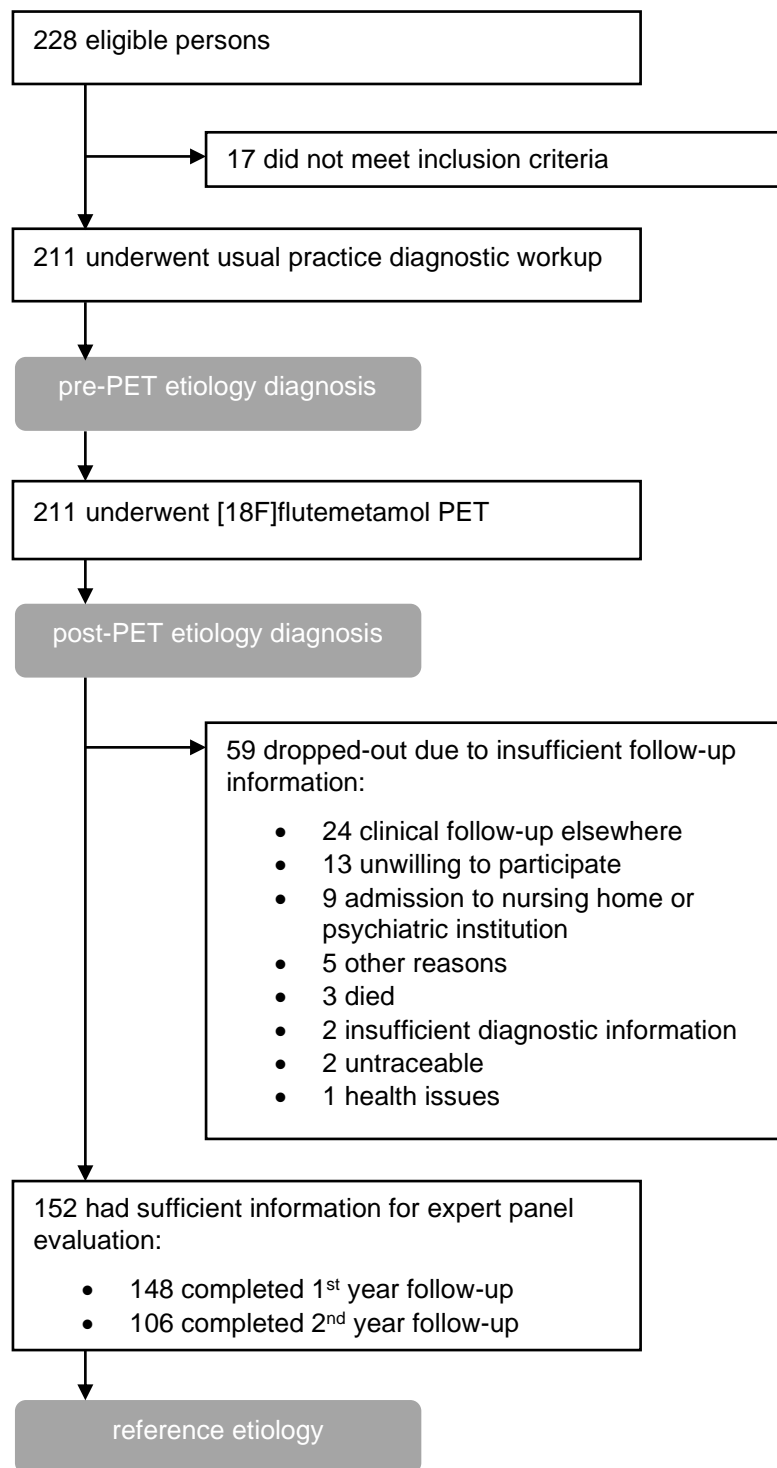 228 eligible persons
17 did not meet inclusion criteria
211 underwent usual practice diagnostic workup
pre-PET etiology diagnosis
211 underwent [18F]flutemetamol PET
post-PET etiology diagnosis
59 dropped-out due to insufficient follow-up
information:
• 24 clinical follow-up elsewhere
• 13 unwilling to participate
• 9 admission to nursing home or
psychiatric institution
• 5 other reasons
• 3 died
• 2 insufficient diagnostic information
• 2 untraceable
• 1 health issues
152 had sufficient information for expert panel
evaluation:
• 148 completed 1st year follow-up
• 106 completed 2nd year follow-up
reference etiology